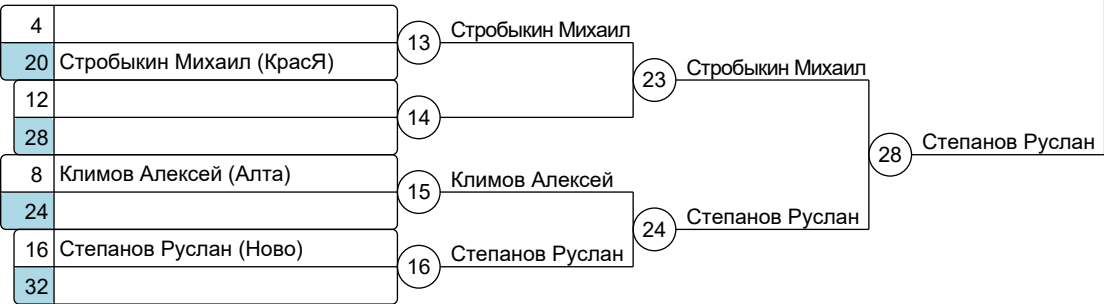 4
20 Стробыкин Михаил (КрасЯ)
12
28
8 Климов Алексей (Алта)
24
16 Степанов Руслан (Ново)
32
13 Стробыкин Михаил
14
15 Климов Алексей
16 Степанов Руслан
23 Стробыкин Михаил
24 Степанов Руслан
28 Степанов Руслан